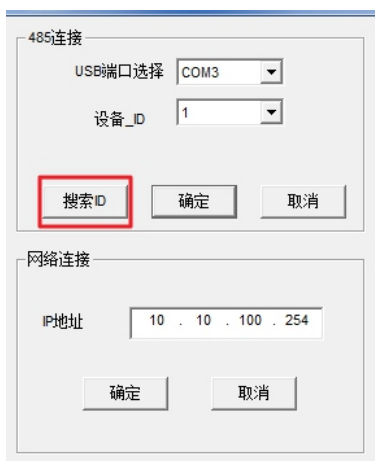 485连接
USB端口选择 COM3
设备_ID 1
搜索ID 确定 取消
网络连接
IP地址 10 . 10 . 100 . 254
确定 取消